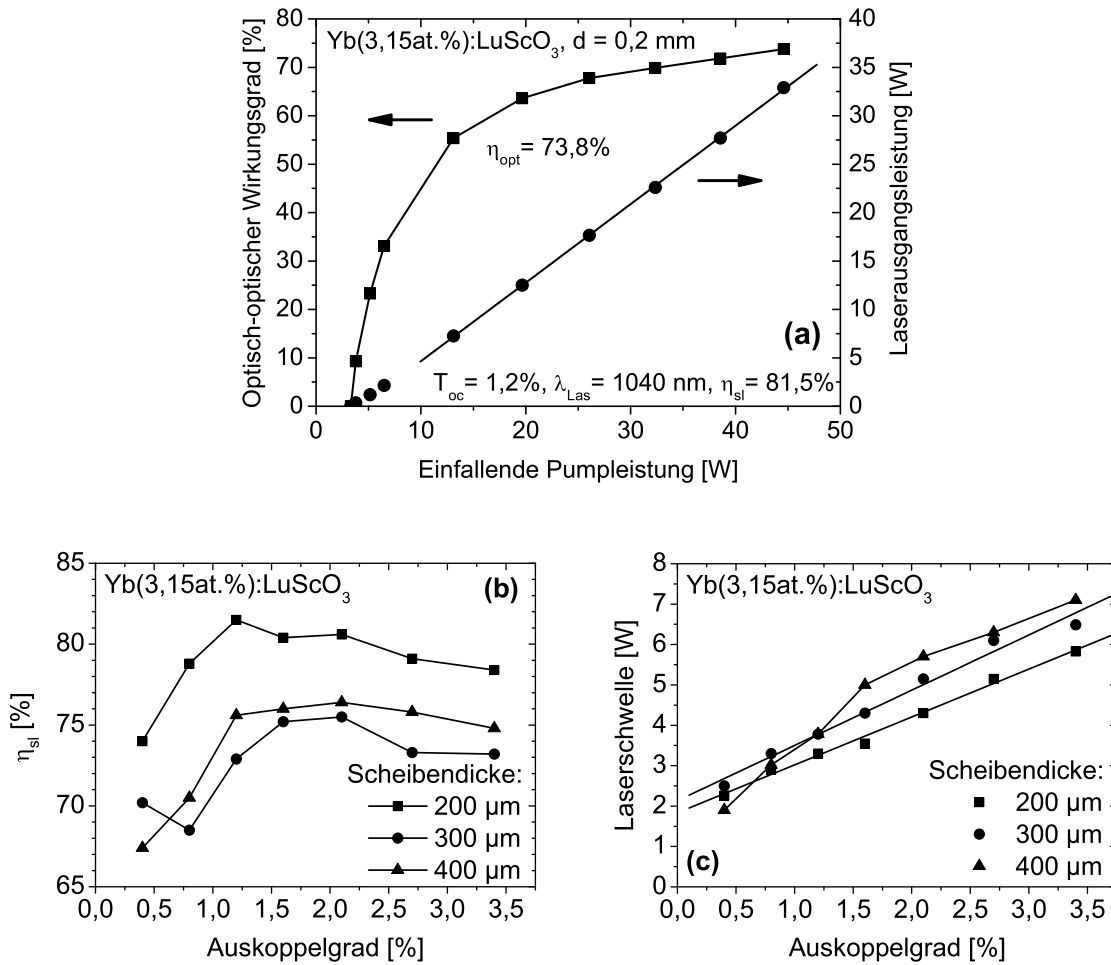 Yb(3,15at.%):LuScO3, d = 0,2 mm
Optisch-optischer Wirkungsgrad [%]
80
70
60
50
40
30
20
10
0
ηopt= 73,8%
(a)
Toc= 1,2%, λLas= 1040 nm, ηsl= 81,5%
40
35
30
25
20
15
10
5
0
Laserausgangsleistung [W]
0 10 20 30 40 50
Einfallende Pumpleistung [W]
Yb(3,15at.%):LuScO3
(b)
ηsl [%]
85
80
75
70
65
Scheibendicke:
200 µm
300 µm
400 µm
0,0 0,5 1,0 1,5 2,0 2,5 3,0 3,5
Auskoppelgrad [%]
Yb(3,15at.%):LuScO3
Laserschwelle [W]
8
7
6
5
4
3
2
1
0
Scheibendicke:
200 µm
300 µm
400 µm
(c)
0,0 0,5 1,0 1,5 2,0 2,5 3,0 3,5
Auskoppelgrad [%]